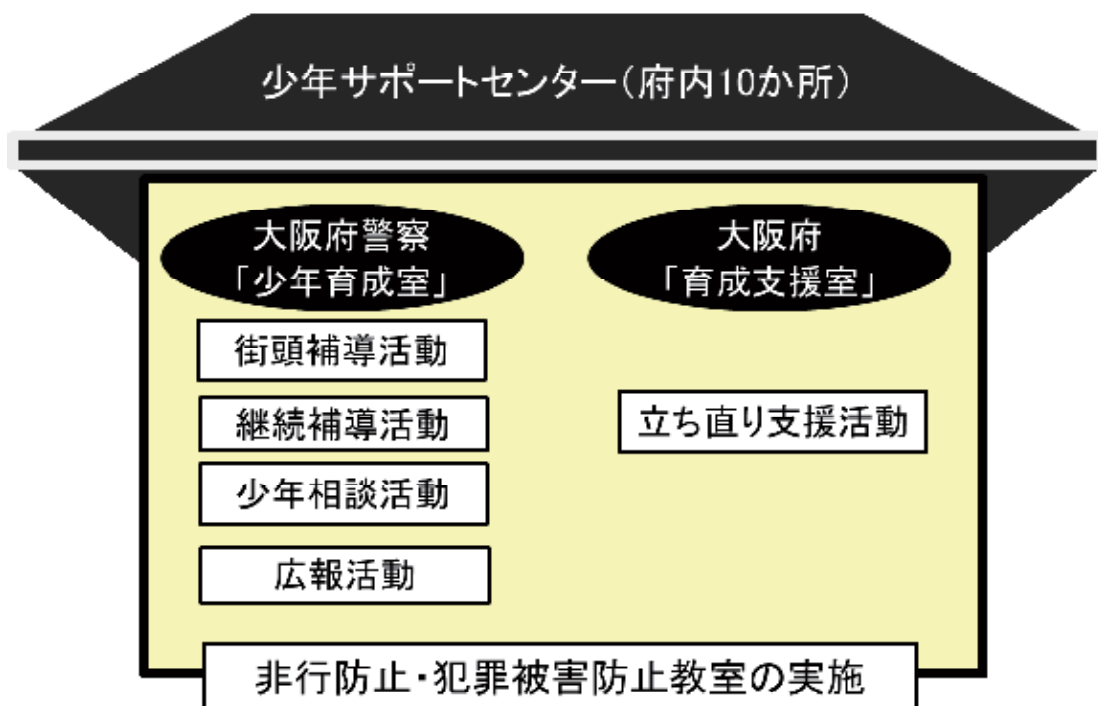 少年サポートセンター（府内10か所）
大阪府警察
「少年育成室」
街頭補導活動
継続補導活動
少年相談活動
広報活動
大阪府
「育成支援室」
立ち直り支援活動
非行防止・犯罪被害防止教室の実施